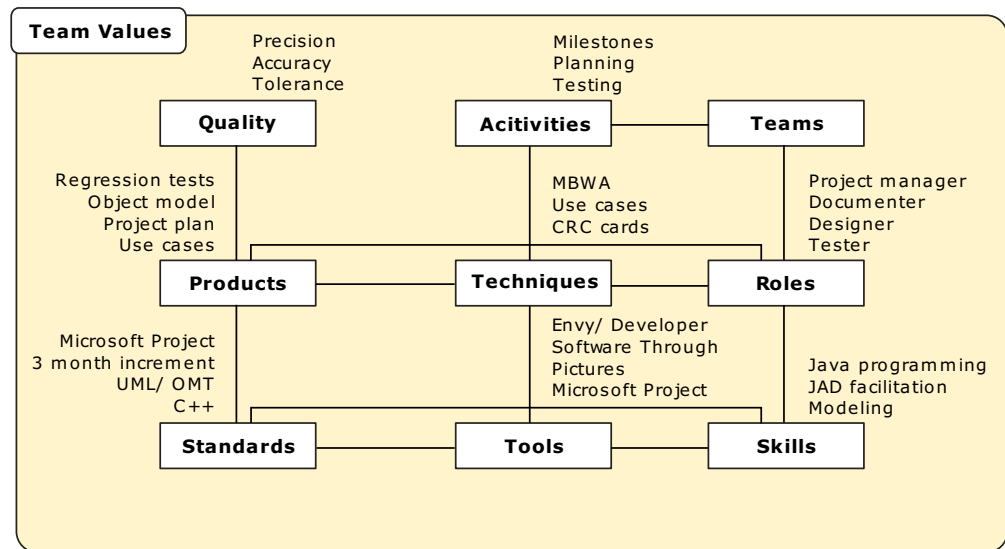 Team Values
Precision
Accuracy
Tolerance
Milestones
Planning
Testing
Quality
Acitivities
Teams
Regression tests
Object model
Project plan
Use cases
MBWA
Use cases
CRC cards
Project manager
Documenter
Designer
Tester
Products
Techniques
Roles
Microsoft Project
3 month increment
UML/ OMT
C++
Envy/ Developer
Software Through
Pictures
Microsoft Project
Java programming
JAD facilitation
Modeling
Standards
Tools
Skills